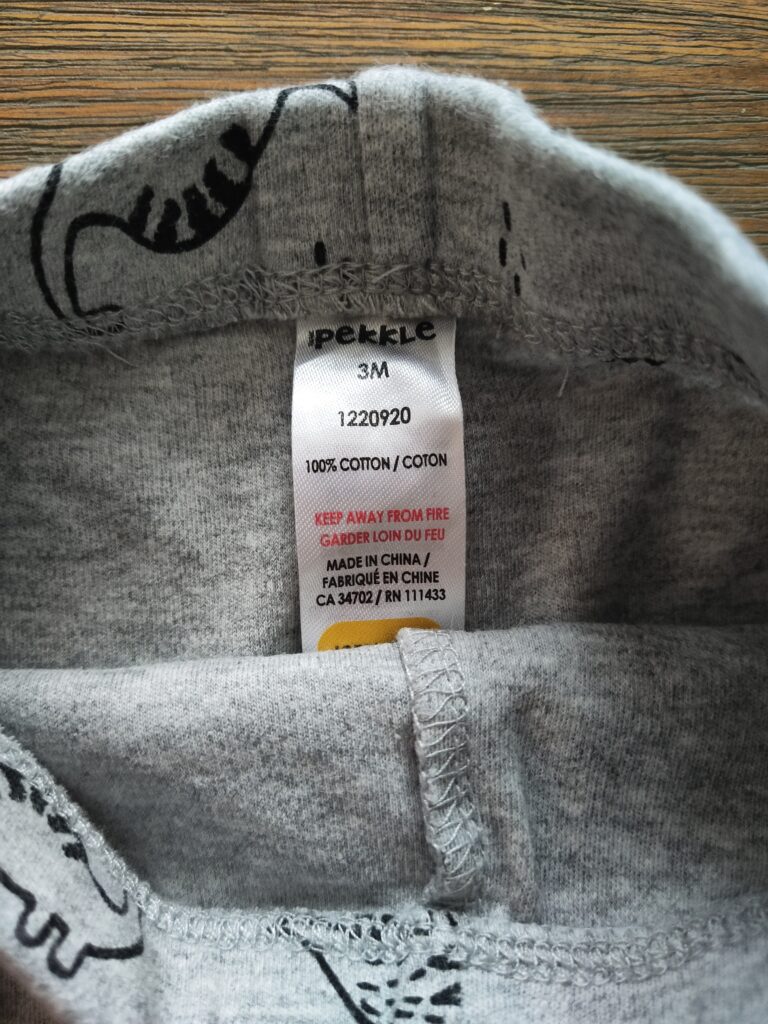 pekkle
3M
1220920
100% COTTON / COTON
KEEP AWAY FROM FIRE
GARDER LOIN DU FEU
MADE IN CHINA /
FABRIQUÉ EN CHINE
CA 34702 / RN 111433